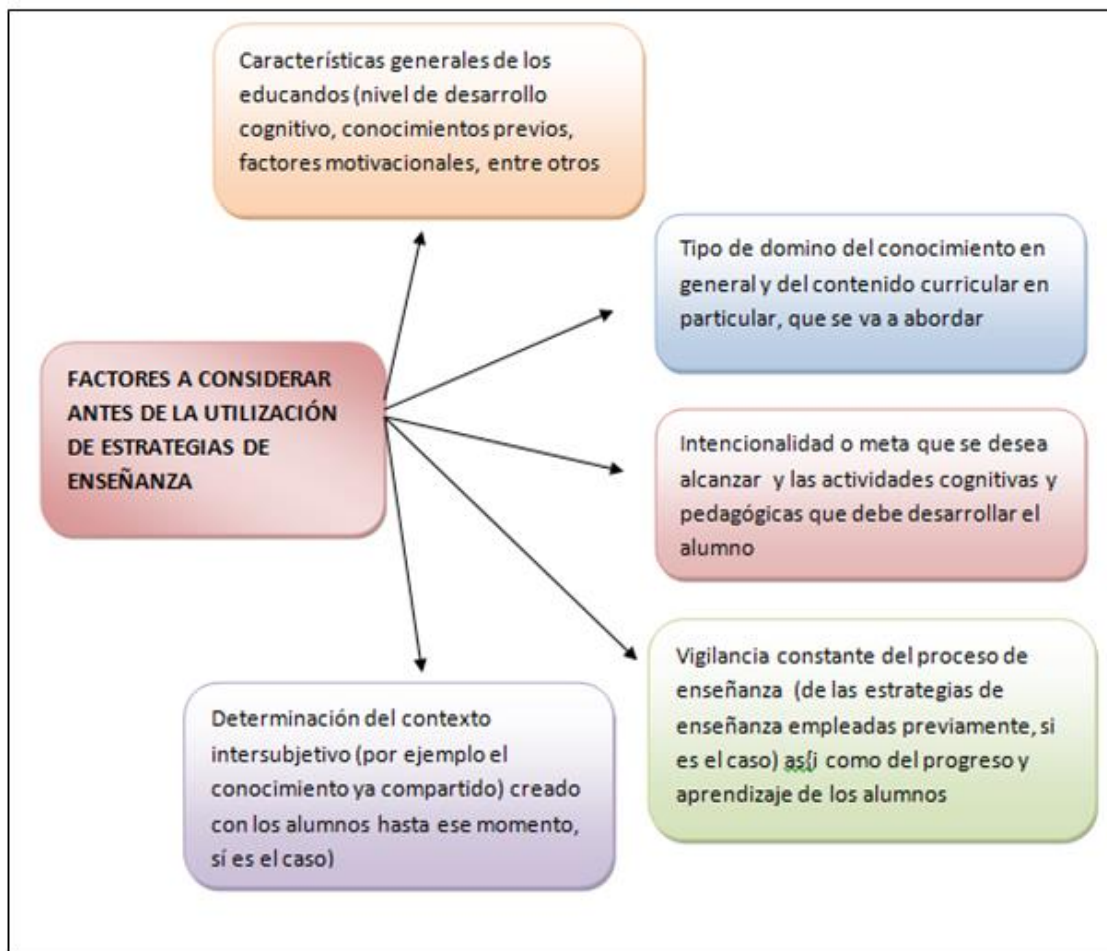 Características generales de los
educandos (nivel de desarrollo
cognitivo, conocimientos previos,
factores motivacionales, entre otros
Tipo de domino del conocimiento en
general y del contenido curricular en
particular, que se va a abordar
FACTORES A CONSIDERAR
ANTES DE LA UTILIZACIÓN
DE ESTRATEGIAS DE
ENSEÑANZA
Intencionalidad o meta que se desea
alcanzar y las actividades cognitivas y
pedagógicas que debe desarrollar el
alumno
Vigilancia constante del proceso de
enseñanza (de las estrategias de
enseñanza empleadas previamente, si
es el caso) as{i como del progreso y
aprendizaje de los alumnos
Determinación del contexto
intersubjetivo (por ejemplo el
conocimiento ya compartido) creado
con los alumnos hasta ese momento,
sí es el caso)